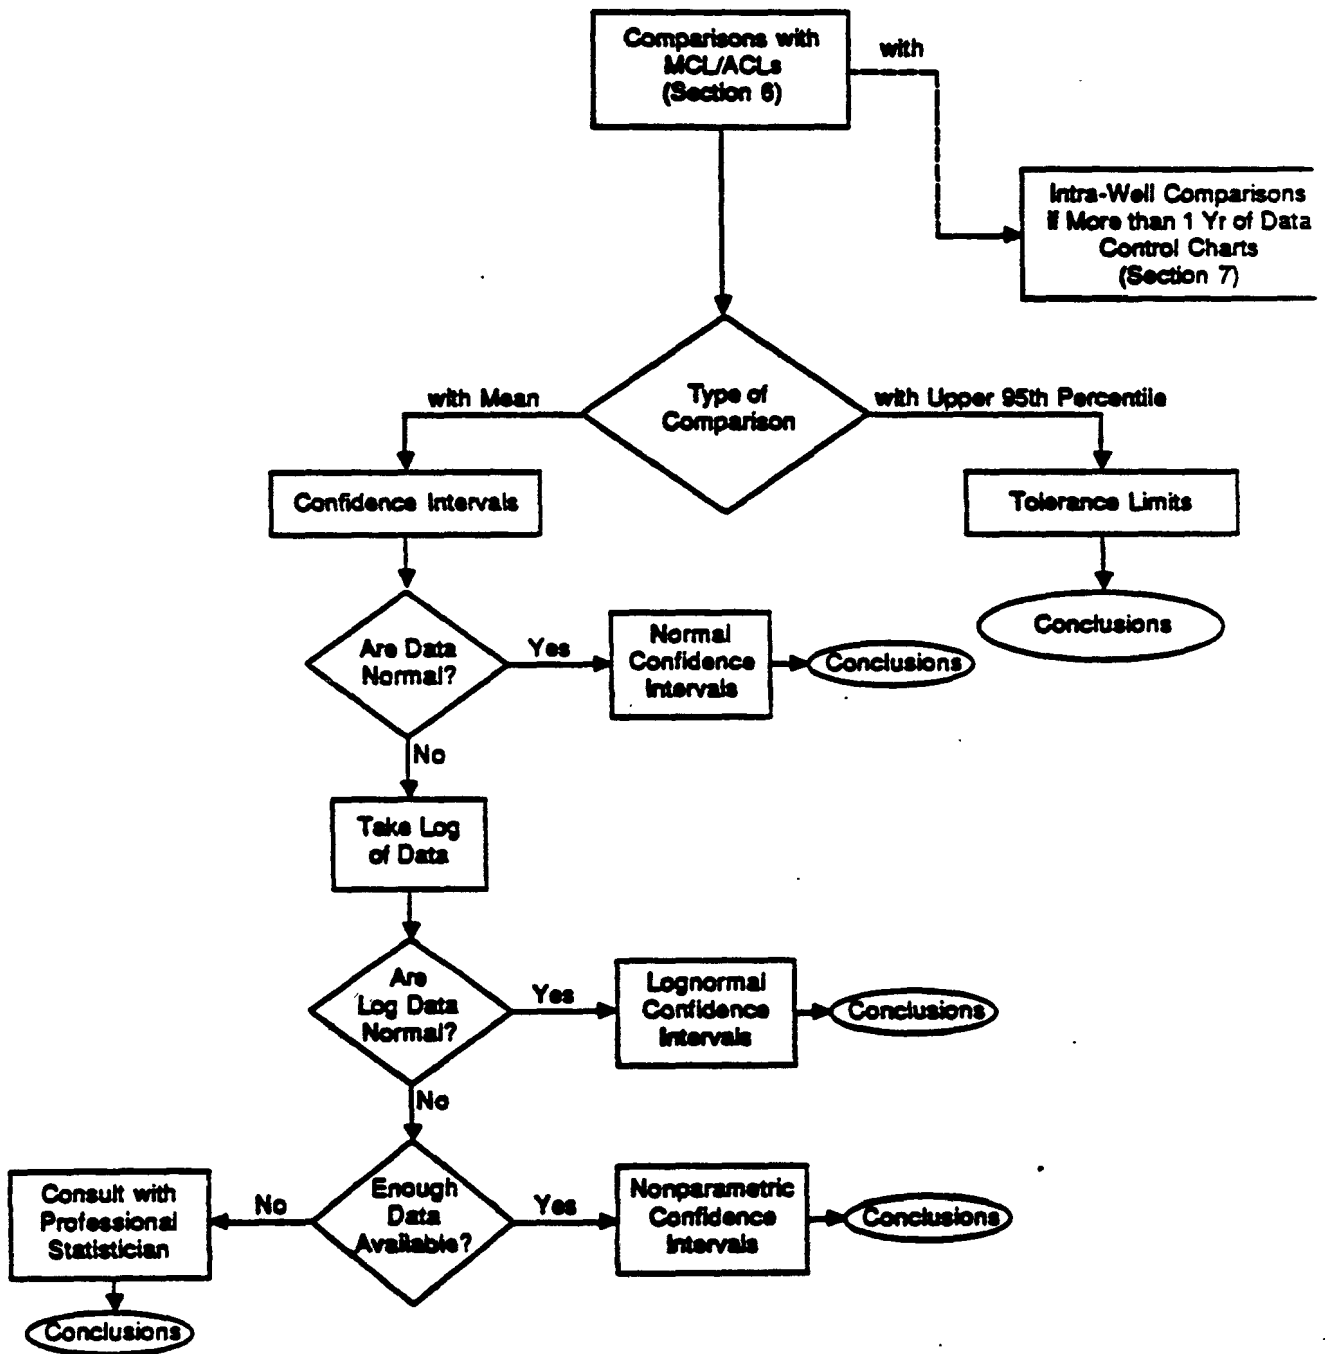 Comparisons with
MCL/ACLs
(Section 6)
with
Intra-Well Comparisons
if More than 1 Yr of Data
Control Charts
(Section 7)
Type of
Comparison
with Mean
with Upper 95th Percentile
Confidence Intervals
Tolerance Limits
Conclusions
Are Data
Normal?
Yes
Normal
Confidence
Intervals
Conclusions
No
Take Log
of Data
Are
Log Data
Normal?
Yes
Lognormal
Confidence
Intervals
Conclusions
No
Enough
Data
Available?
Yes
Nonparametric
Confidence
Intervals
Conclusions
No
Consult with
Professional
Statistician
Conclusions